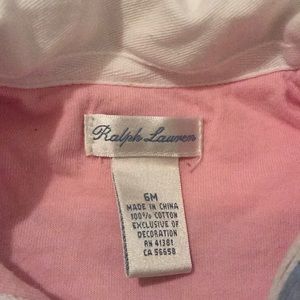 Ralph Lauren
6M
MADE IN CHINA
100% COTTON
EXCLUSIVE OF
DECORATION
RN 41381
CA 56658